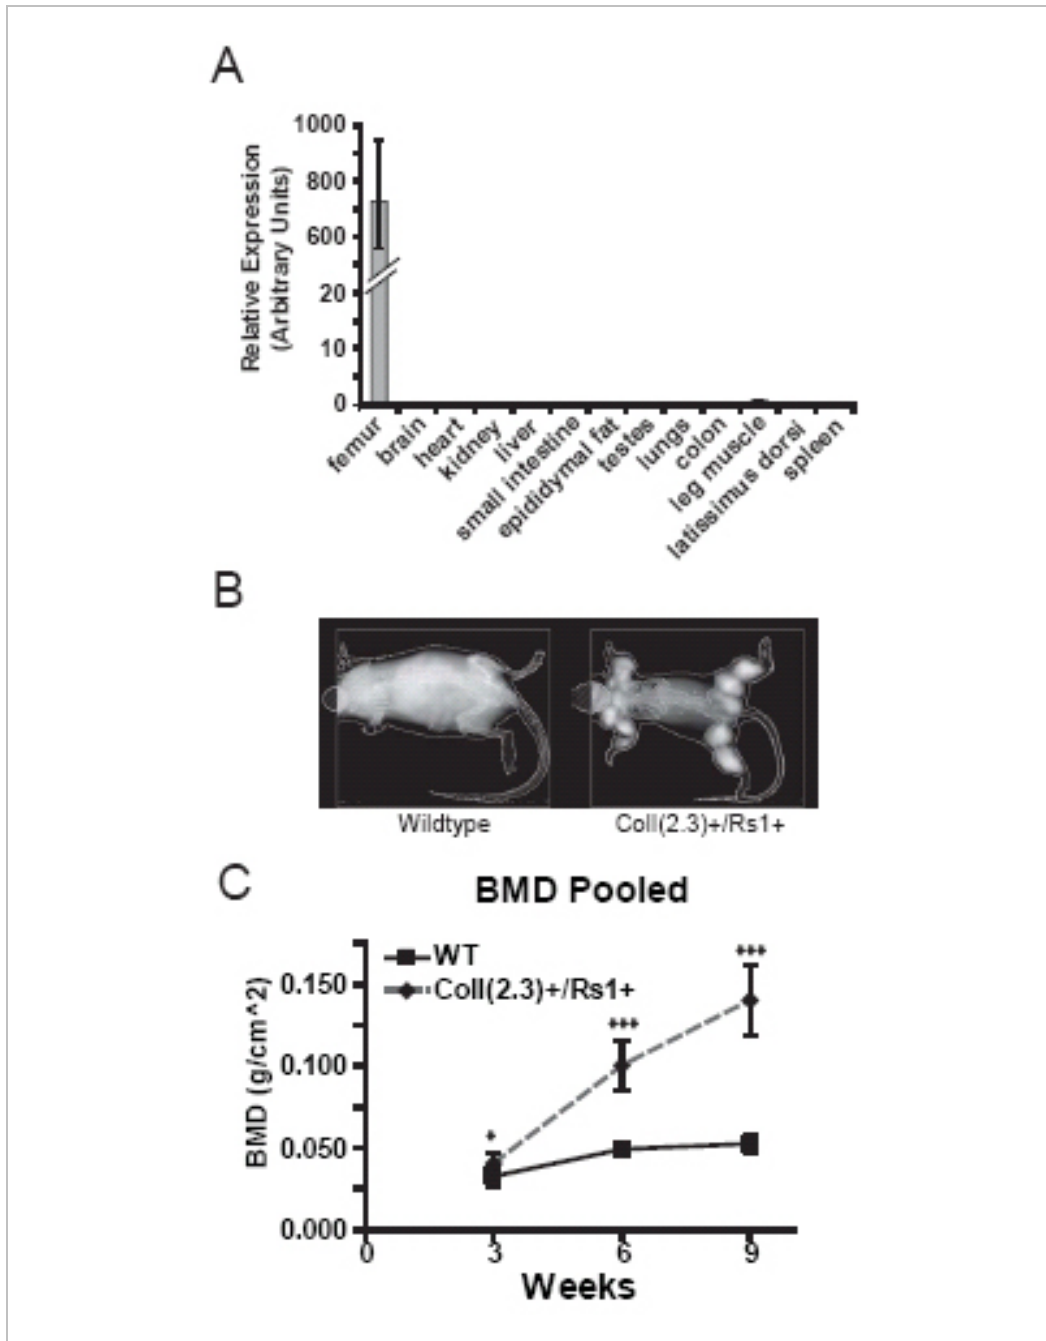 A
Relative Expression
(Arbitrary Units)
1000
800
600
20
10
0
femur
brain
heart
kidney
liver
small intestine
epididymal fat
testes
lungs
colon
leg muscle
latissimus dorsi
spleen
B
Wildtype
ColI(2.3)+/Rs1+
C
BMD Pooled
WT
ColI(2.3)+/Rs1+
BMD (g/cm^2)
0.150
0.100
0.050
0.000
***
***
*
0 3 6 9
Weeks